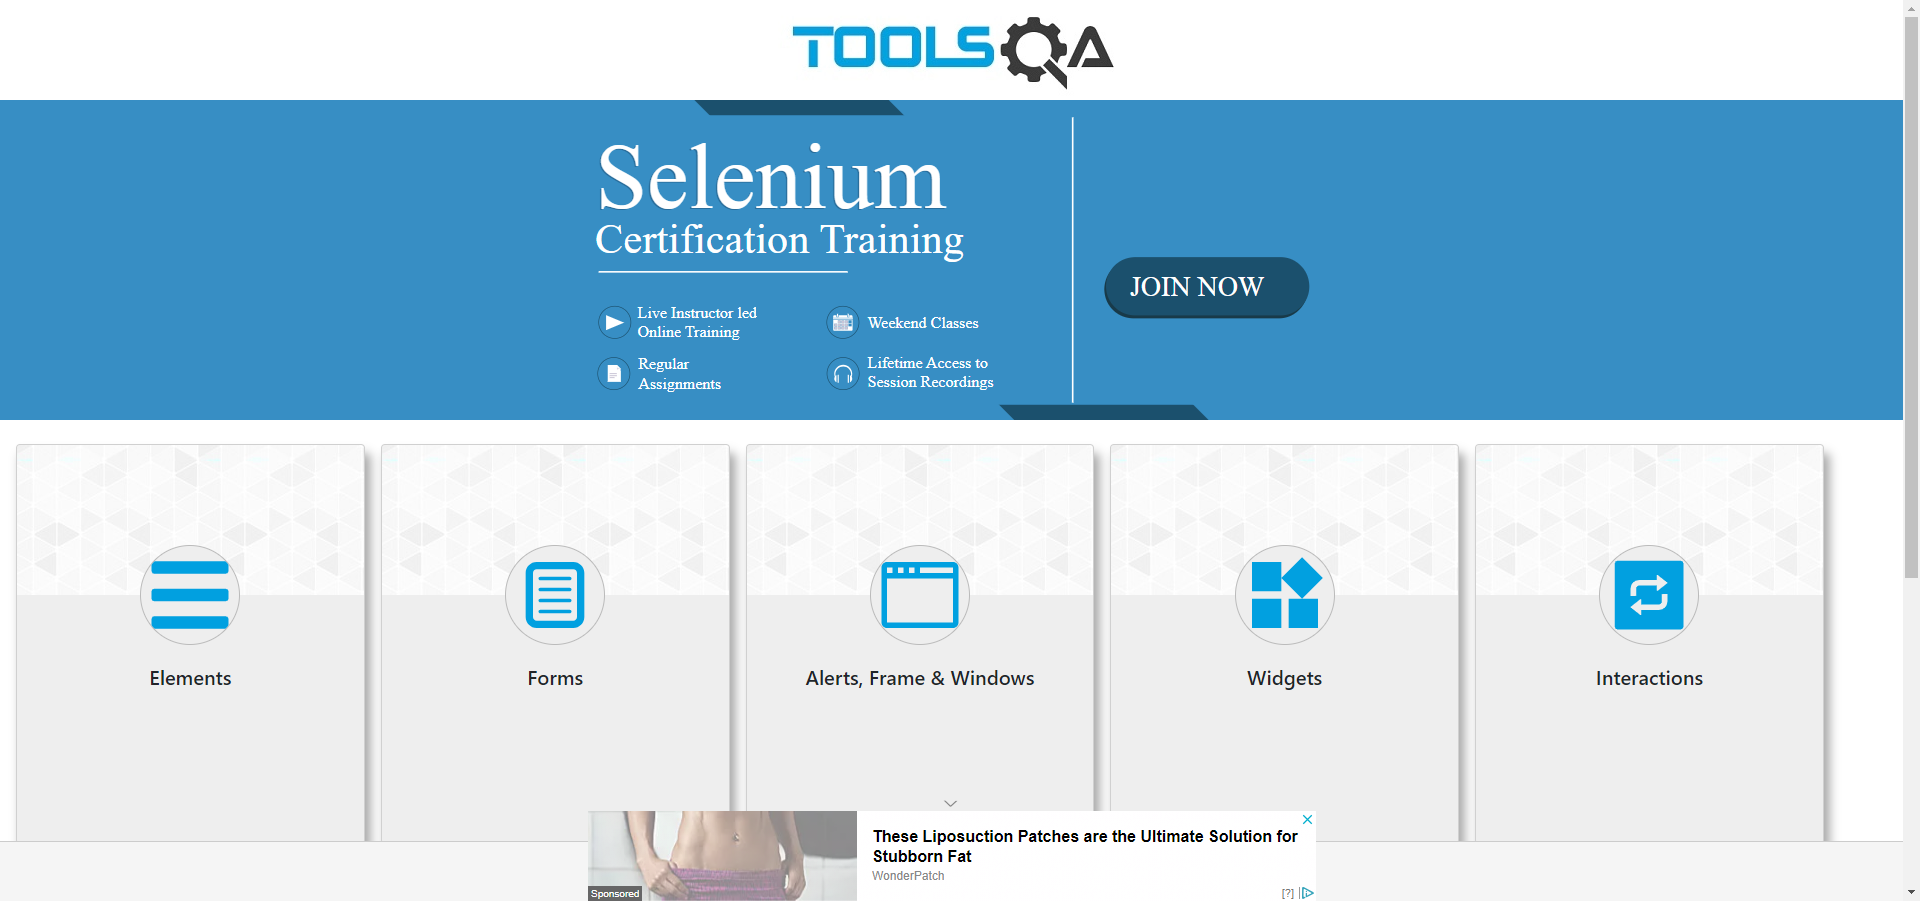 TOOLSQA
Selenium
Certification Training
JOIN NOW
Live Instructor led
Online Training
Weekend Classes
Regular
Assignments
Lifetime Access to
Session Recordings
Elements
Forms
Alerts, Frame & Windows
Widgets
Interactions
These Liposuction Patches are the Ultimate Solution for
Stubborn Fat
WonderPatch
Sponsored
[?]